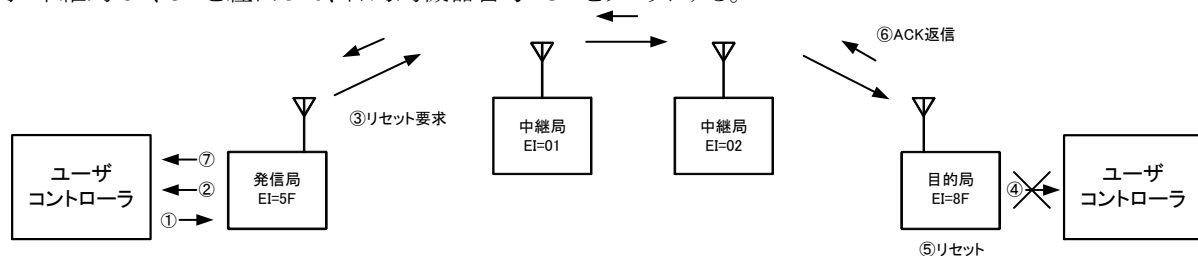 ⑥ACK返信
③リセット要求
中継局
EI=01
中継局
EI=02
ユーザ
コントローラ
⑦
②
①
発信局
EI=5F
目的局
EI=8F
④
ユーザ
コントローラ
⑤リセット